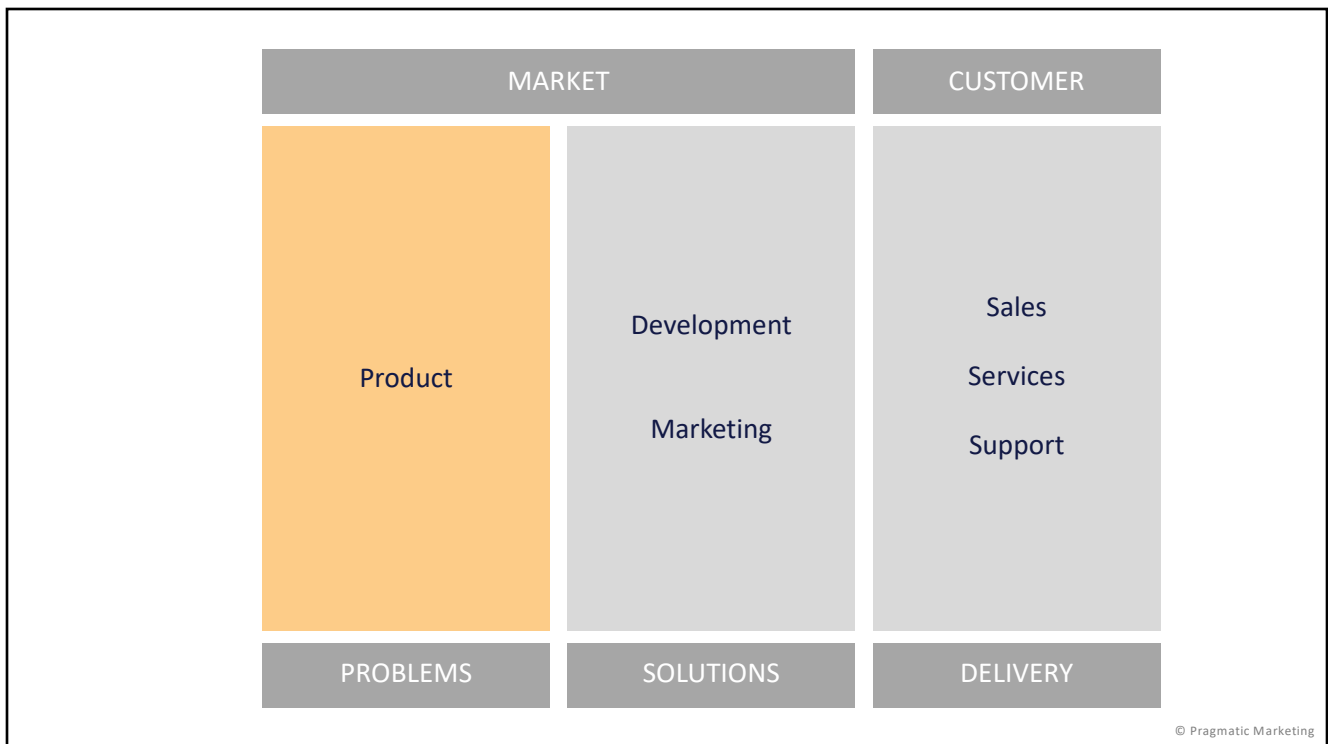 MARKET
CUSTOMER
Product
Development
Marketing
Sales
Services
Support
PROBLEMS
SOLUTIONS
DELIVERY
© Pragmatic Marketing